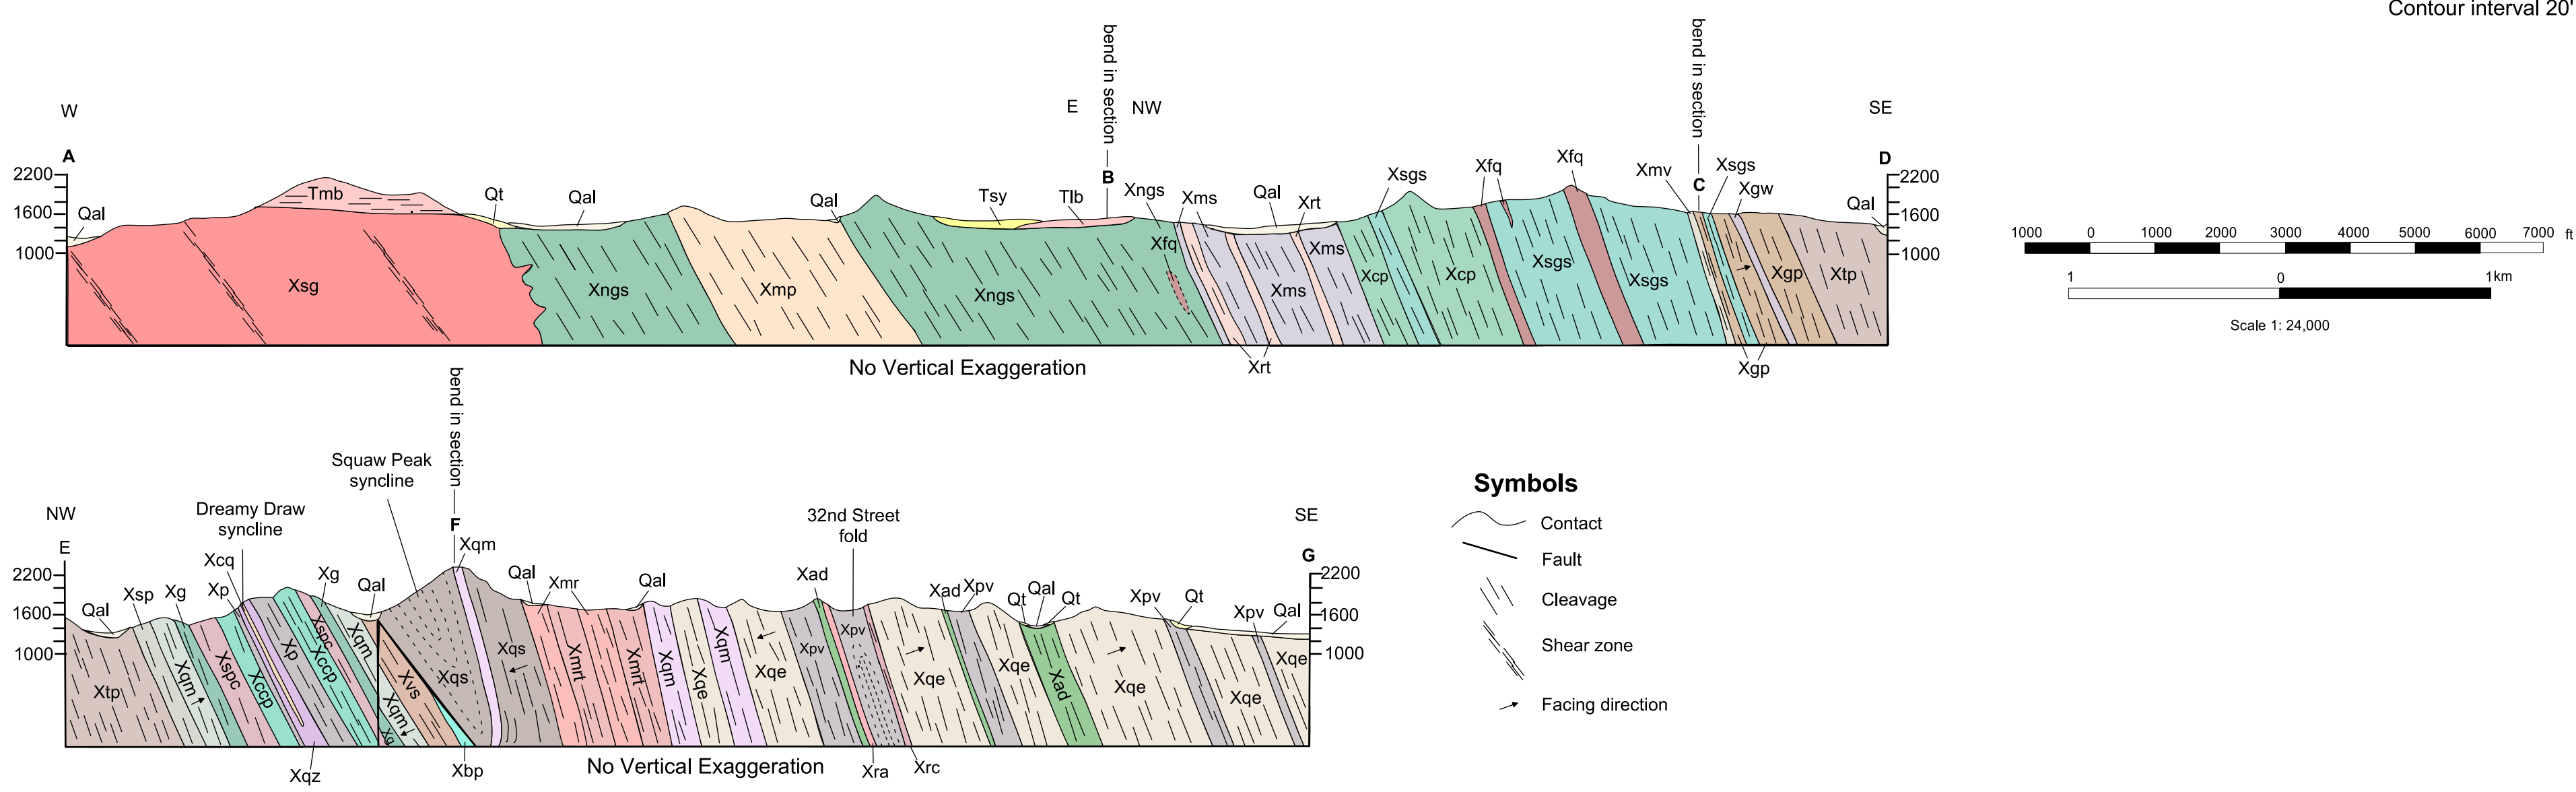 Contour interval 20'
bend in section
bend in section
W
E
NW
SE
A
B
C
D
2200
1600
1000
Qal
Tmb
Qt
Qal
Qal
Tsy
Tlb
Xngs
Xms
Qal
Xrt
Xsgs
Xfq
Xfq
Xmv
Xsgs
Xgw
Qal
2200
1600
1000
Xsg
Xngs
Xmp
Xngs
Xfq
Xms
Xms
Xcp
Xcp
Xsgs
Xsgs
Xgp
Xtp
Xrt
Xgp
No Vertical Exaggeration
1000 0 1000 2000 3000 4000 5000 6000 7000 ft
1 0 1km
Scale 1: 24,000
bend in section
Squaw Peak
syncline
Dreamy Draw
syncline
32nd Street
fold
NW
SE
E
F
G
2200
1600
1000
Qal
Xsp
Xg
Xcq
Xp
Xg
Qal
Xqm
Qal
Xmr
Qal
Xad
Xad
Xpv
Qt
Qal
Qt
Xpv
Qt
Xpv
Qal
2200
1600
1000
Xtp
Xqm
Xspc
Xccp
Xp
Xspc
Xccp
Xqm
Xqm
Xg
Xvs
Xqs
Xqs
Xmrt
Xmrt
Xqm
Xqe
Xqm
Xqe
Xpv
Xpv
Xqe
Xqe
Xad
Xqe
Xqe
Xqe
Xqz
Xbp
No Vertical Exaggeration
Xra
Xrc
Symbols
Contact
Fault
Cleavage
Shear zone
Facing direction